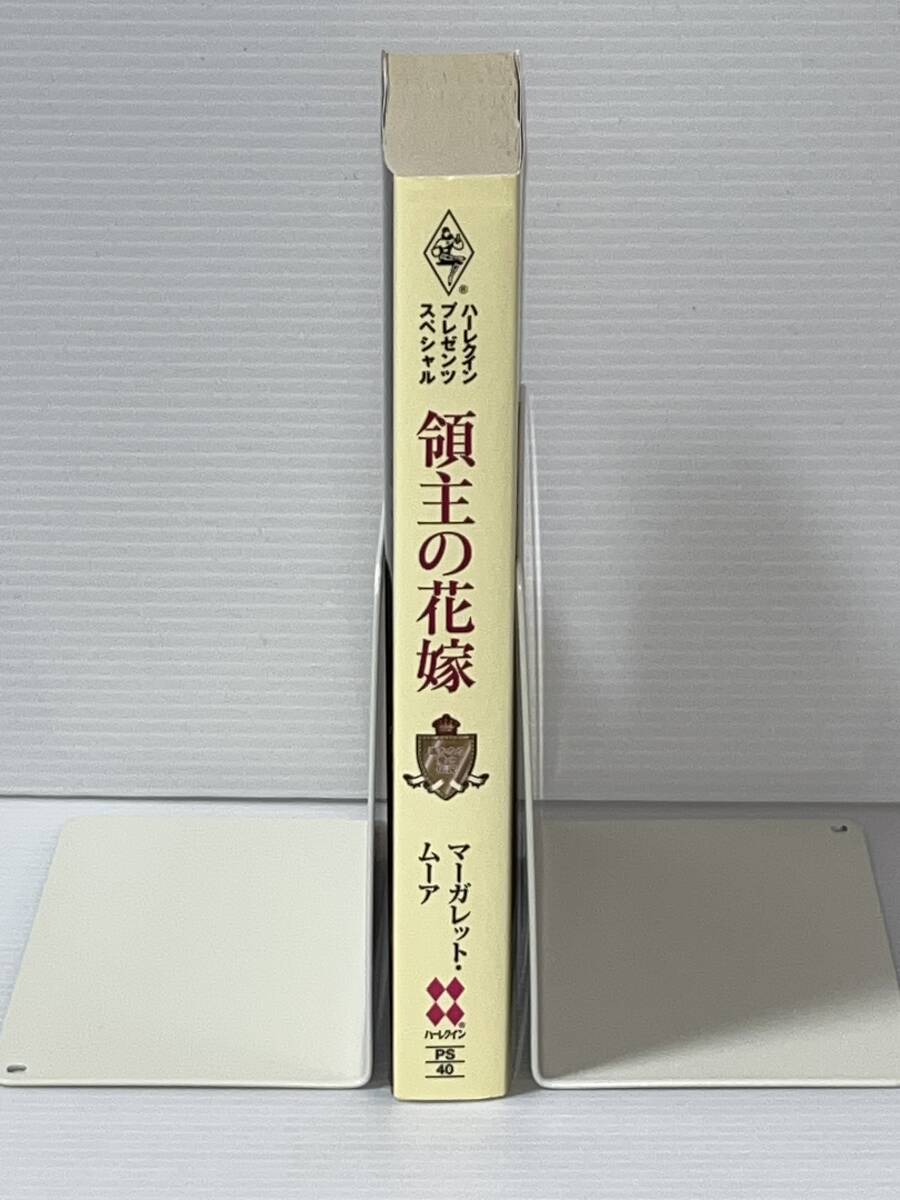 ®
ハーレクイン
プレゼンツ
スペシャル
領主の花嫁
マーガレット・
ムーア
®
ハーレクイン
PS
40